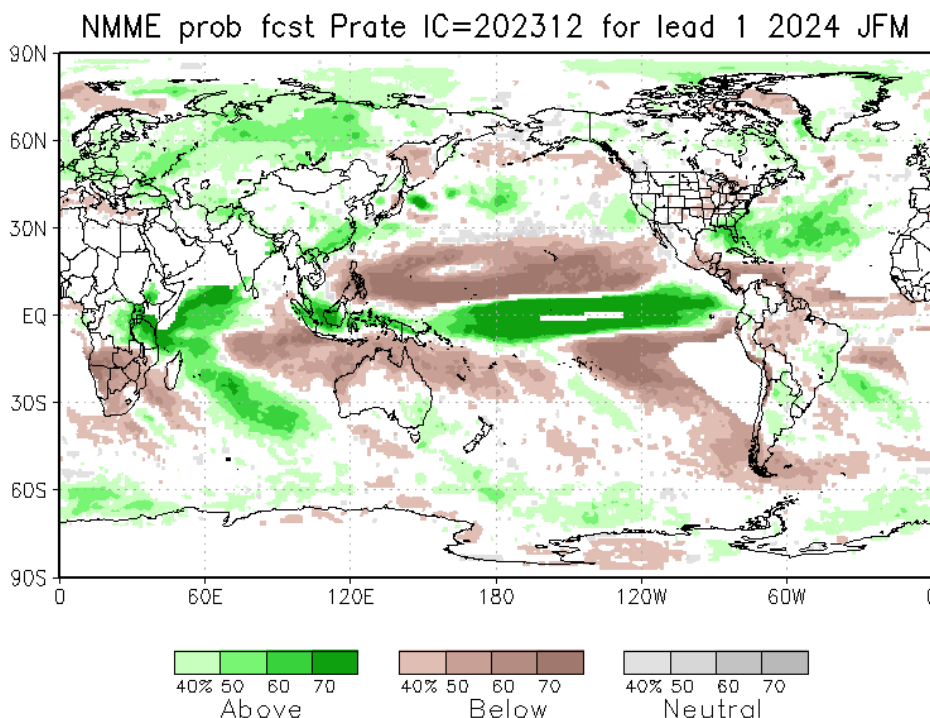 NMME prob fcst Prate IC=202312 for lead 1 2024 JFM
90N
60N
30N
EQ
30S
60S
90S
0 60E 120E 180 120W 60W 0
40% 50 60 70 40% 50 60 70 40% 50 60 70
Above Below Neutral